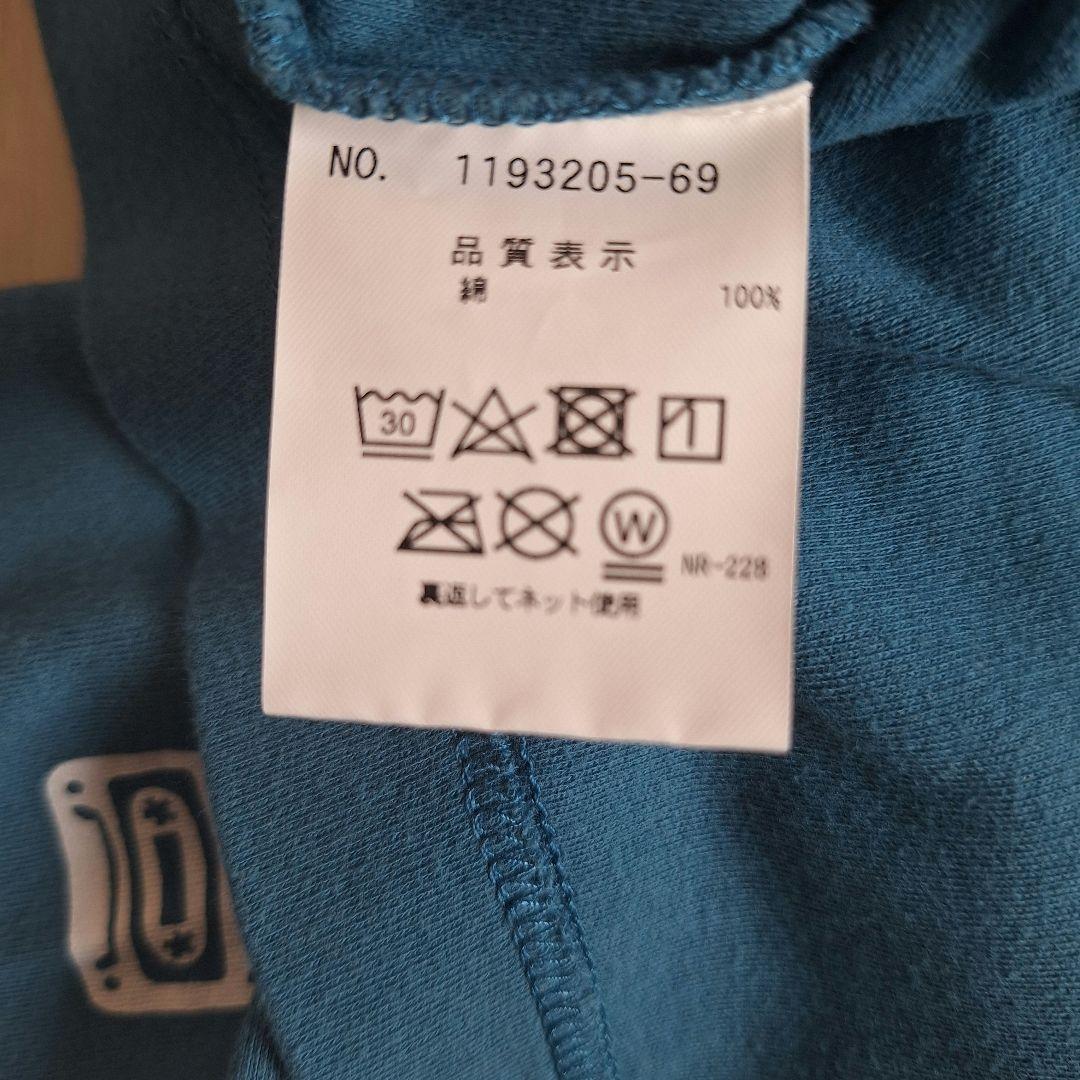 NO. 1193205-69
品質表示
綿 100%
30
W
NR-228
裏返してネット使用